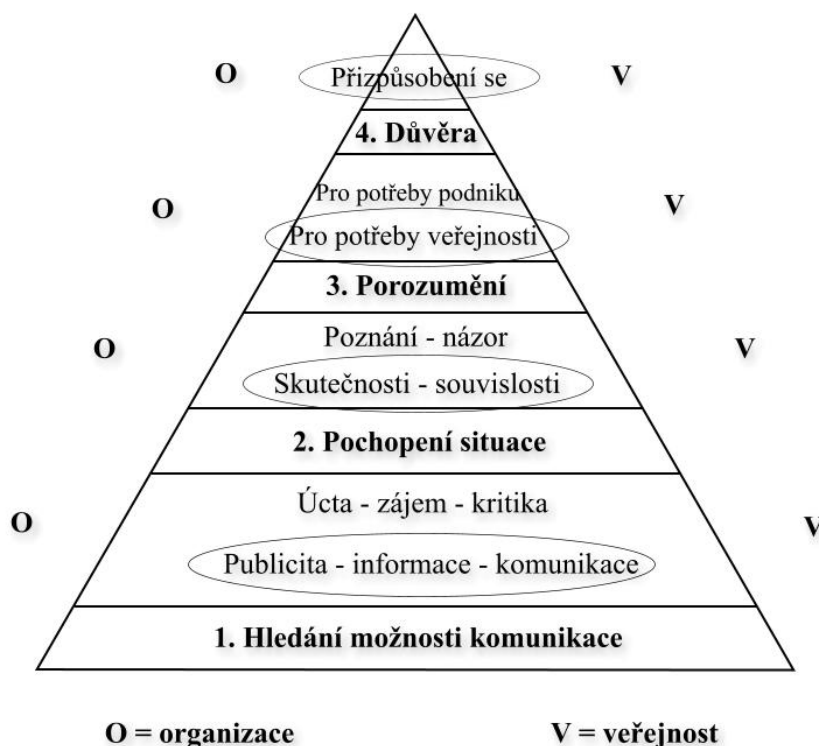 O Přizpůsobení se V
4. Důvěra
Pro potřeby podniku
O V
Pro potřeby veřejnosti
3. Porozumění
Poznání - názor
O V
Skutečnosti - souvislosti
2. Pochopení situace
Úcta - zájem - kritika
O V
Publicita - informace - komunikace
1. Hledání možnosti komunikace
O = organizace V = veřejnost